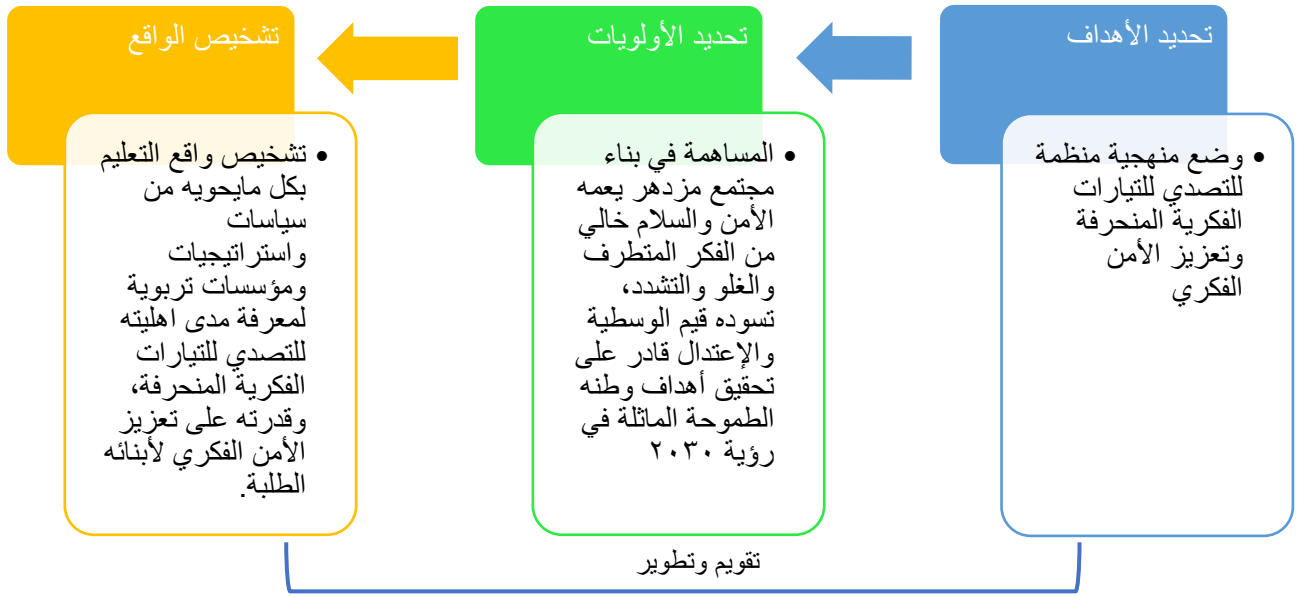 تحديد الأهداف
• وضع منهجية منظمة
للتصدي للتيارات
الفكرية المنحرفة
وتعزيز الأمن
الفكري
تحديد الأولويات
• المساهمة في بناء
مجتمع مزدهر يعمه
الأمن والسلام خالي
من الفكر المتطرف
والغلو والتشدد،
تسوده قيم الوسطية
والإعتدال قادر على
تحقيق أهداف وطنه
الطموحة الماثلة في
رؤية ٢٠٣٠
تشخيص الواقع
• تشخيص واقع التعليم
بكل مايحويه من
سياسات
واستراتيجيات
ومؤسسات تربوية
لمعرفة مدى اهليته
للتصدي للتيارات
الفكرية المنحرفة،
وقدرته على تعزيز
الأمن الفكري لأبنائه
الطلبة.
تقويم وتطوير